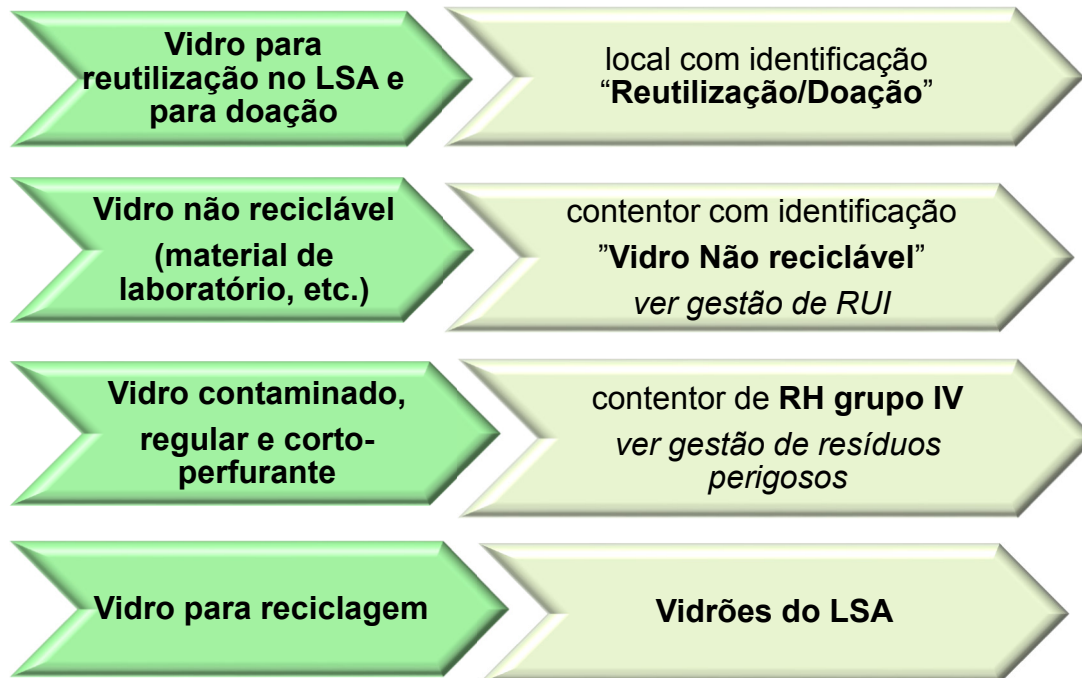 Vidro para
reutilização no LSA e
para doação
local com identificação
“Reutilização/Doação”
Vidro não reciclável
(material de
laboratório, etc.)
contentor com identificação
”Vidro Não reciclável”
ver gestão de RUI
Vidro contaminado,
regular e corto-
perfurante
contentor de RH grupo IV
ver gestão de resíduos
perigosos
Vidro para reciclagem
Vidrões do LSA